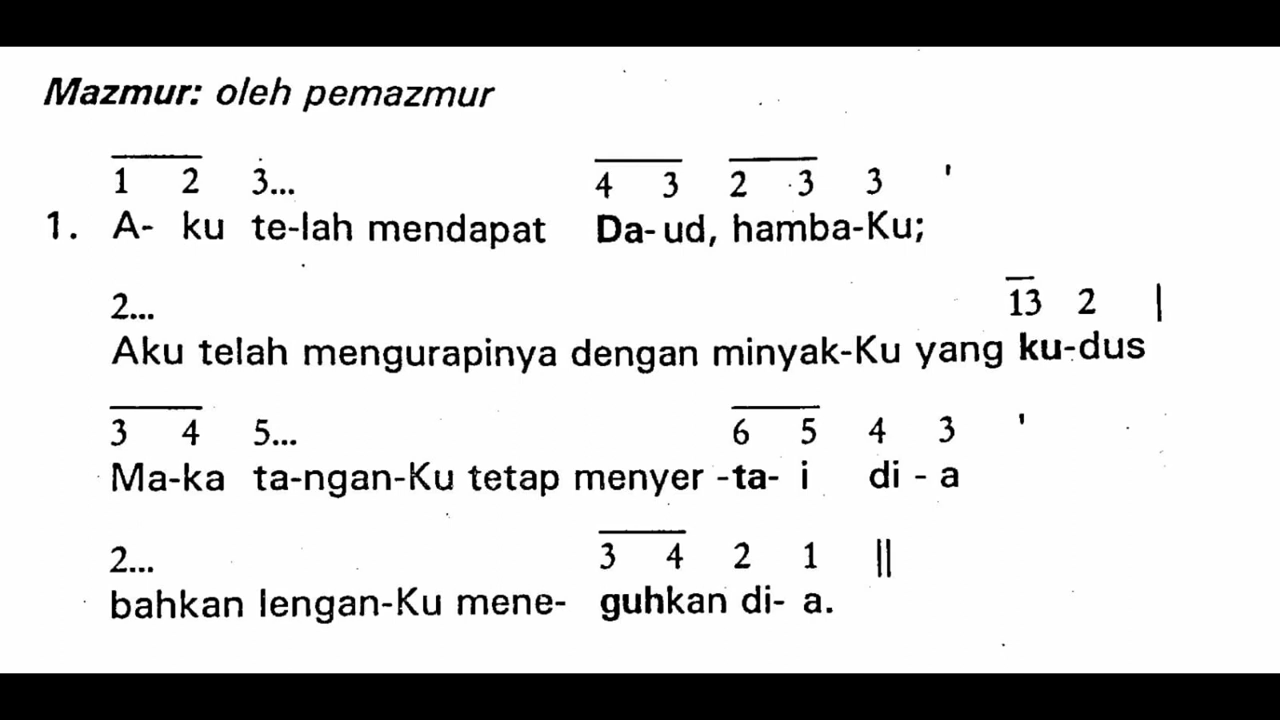 Mazmur: oleh pemazmur
1 2 3... 4 3 2 3 3 '
1. A- ku te-lah mendapat Da- ud, hamba-Ku;
2... 13 2 |
Aku telah mengurapinya dengan minyak-Ku yang ku-dus
3 4 5... 6 5 4 3 '
Ma-ka ta-ngan-Ku tetap menyer -ta- i di - a
2... 3 4 2 1 ||
bahkan lengan-Ku mene- guhkan di- a.